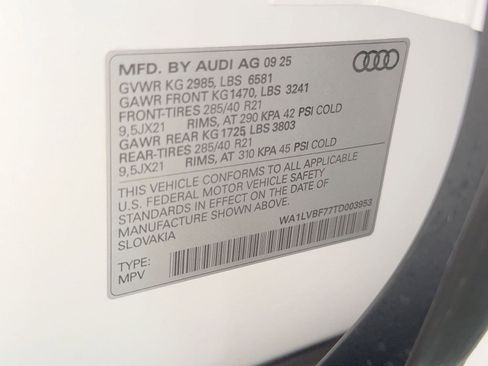 MFD. BY AUDI AG 09 25
GVWR KG 2985, LBS 6581
GAWR FRONT KG1470, LBS 3241
FRONT-TIRES 285/40 R21
9,5JX21 RIMS, AT 290 KPA 42 PSI COLD
GAWR REAR KG 1725, LBS 3803
REAR-TIRES 285/40 R21
9,5JX21 RIMS, AT 310 KPA 45 PSI COLD
THIS VEHICLE CONFORMS TO ALL APPLICABLE
U.S. FEDERAL MOTOR VEHICLE SAFETY
STANDARDS IN EFFECT ON THE DATE OF
MANUFACTURE SHOWN ABOVE.
SLOVAKIA
WA1LVBF77TD003953
TYPE:
MPV